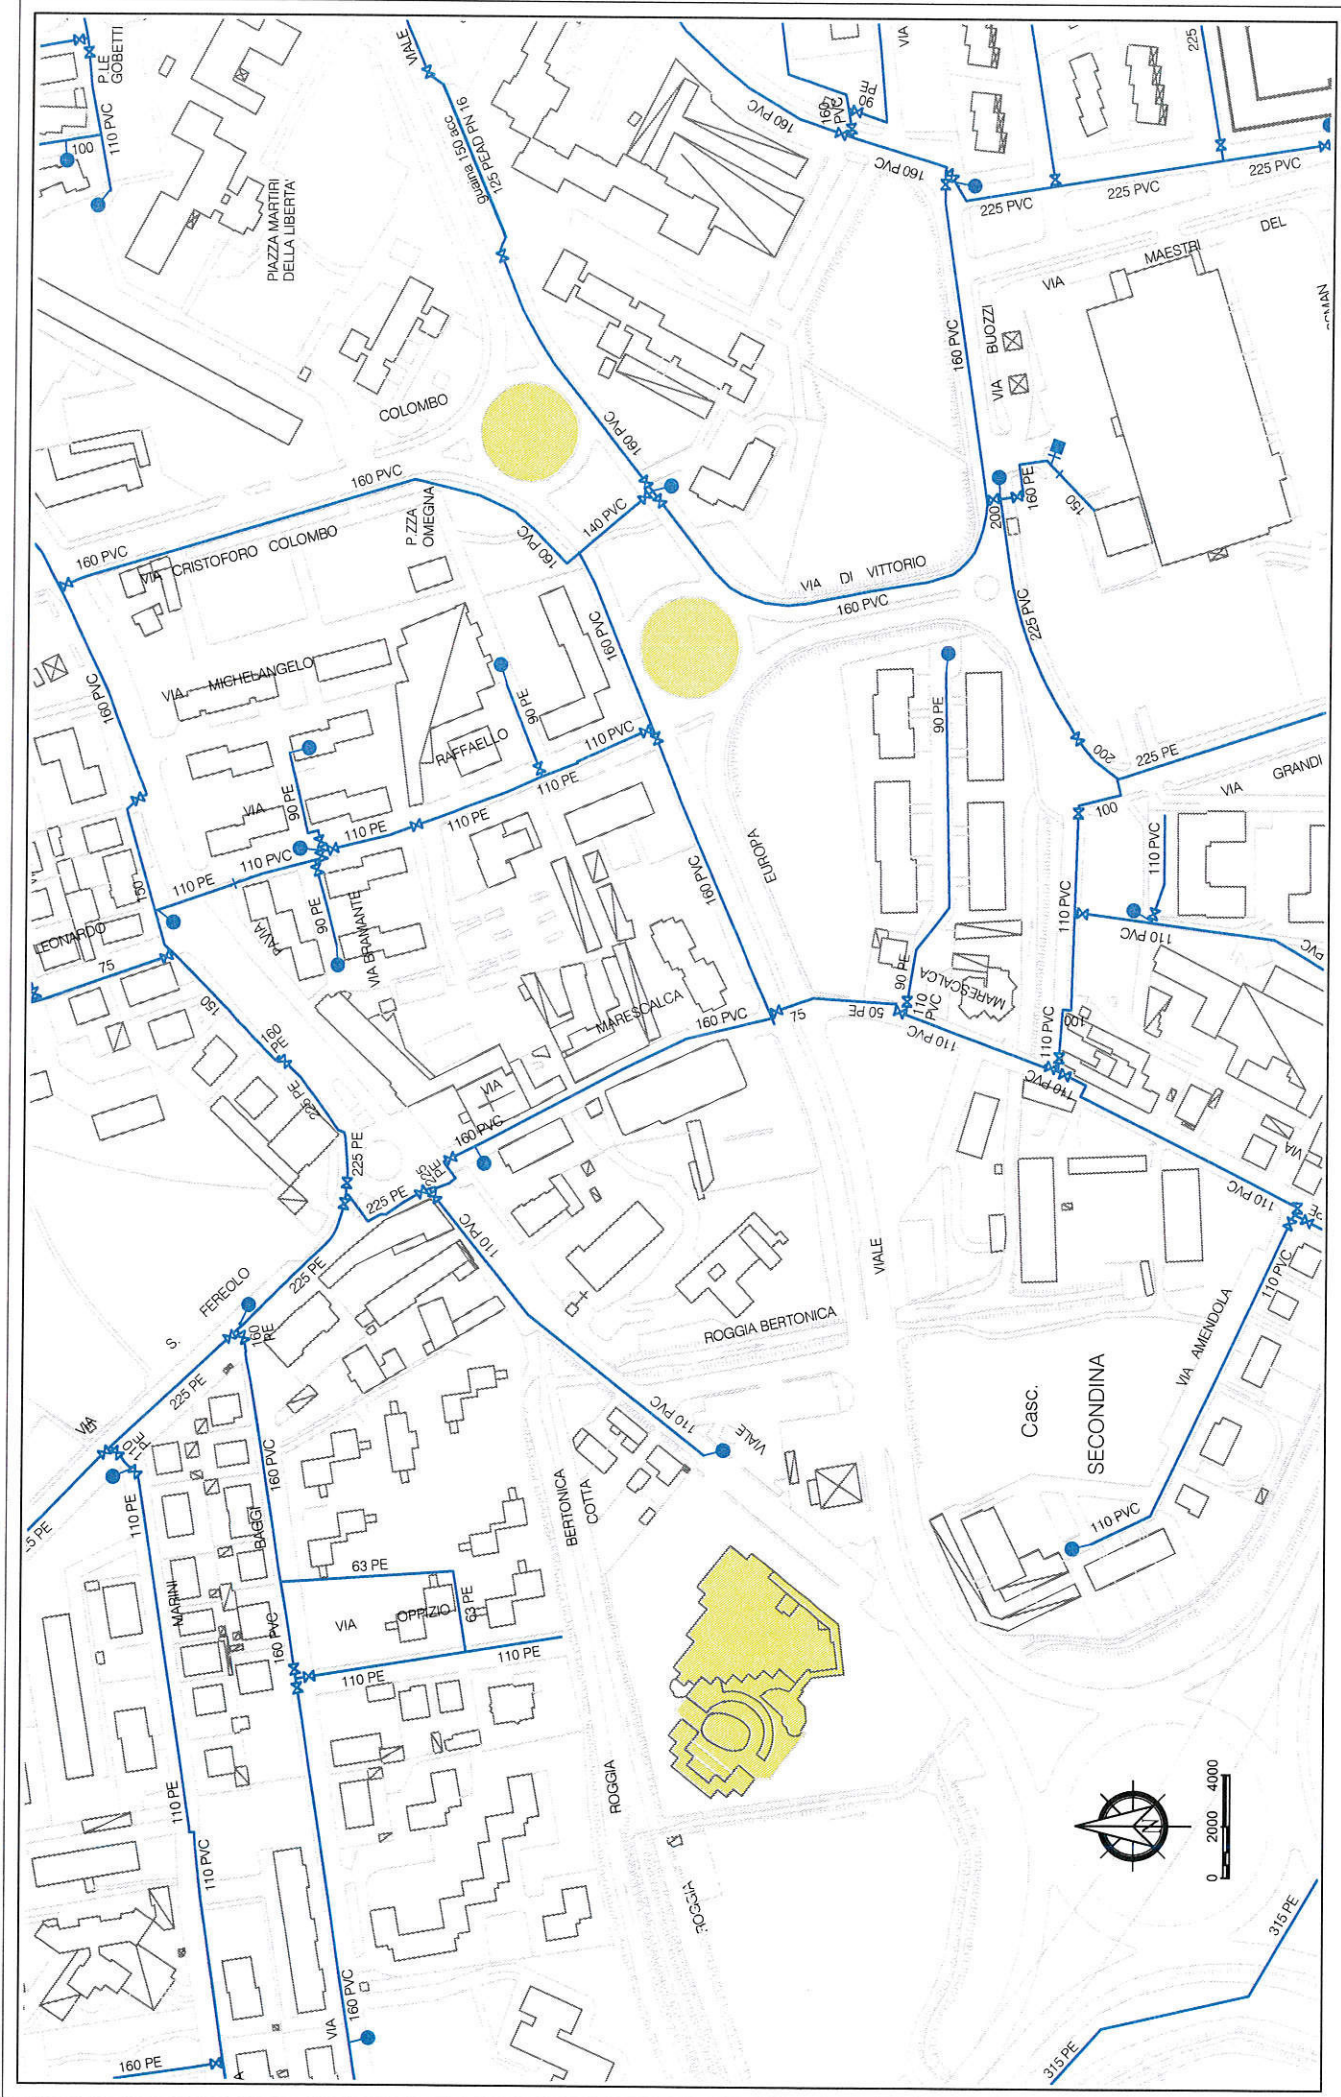 P.LE
GOBETTI
110 PVC
100
PIAZZA MARTIRI
DELLA LIBERTA'
VIALE
guaina 150 acc
125 PEAD PN 16
160 PVC
90
PE
VIA
225
160 PVC
225 PVC
225 PVC
225 PVC
DEL
MAESTRI
VIA
COLOMBO
160 PVC
160 PVC
VIA BUOZZI
160 PVC
P.ZZA
OMEGNA
160 PVC
VIA CRISTOFORO COLOMBO
160 PVC
140 PVC
200
160 PE
150
VIA DI VITTORIO
160 PVC
225 PVC
160 PVC
VIA MICHELANGELO
160 PVC
90 PE
RAFFAELLO
110 PVC
90 PE
VIA
110 PE
110 PE
110 PE
110 PVC
110 PE
90 PE
200
225 PE
VIA GRANDI
100
90 PE
EUROPA
160 PVC
150
LEONARDO
75
PAVIA
VIA BRAMANTE
110 PVC
110 PVC
110 PVC
PVC
90 PE
MARESCALCA
110
PVC
50 PE
75
160 PVC
MARESCALCA
VIA
150
160
PE
225 PE
225 PE
160 PVC
110 PVC
110 PVC
100
110 PVC
225 PE
225
PE
110 PVC
110 PVC
VIA
PE
S. FEREOLO
225 PE
160
PE
225 PE
VIA
110
PE
VIALE
ROGGIA BERTONICA
110 PVC
VIA AMENDOLA
Casc.
SECONDINA
110 PVC
VIALE
110 PE
160 PVC
BAGGI
MARINI
BERTONICA
COTTA
110 PVC
63 PE
VIA OPPIZIO
63 PE
160 PVC
110 PE
110 PE
110 PE
110 PVC
ROGGIA
ROGGIA
0 2000 4000
N
315 PE
315 PE
160 PVC
VIA
160 PE
A